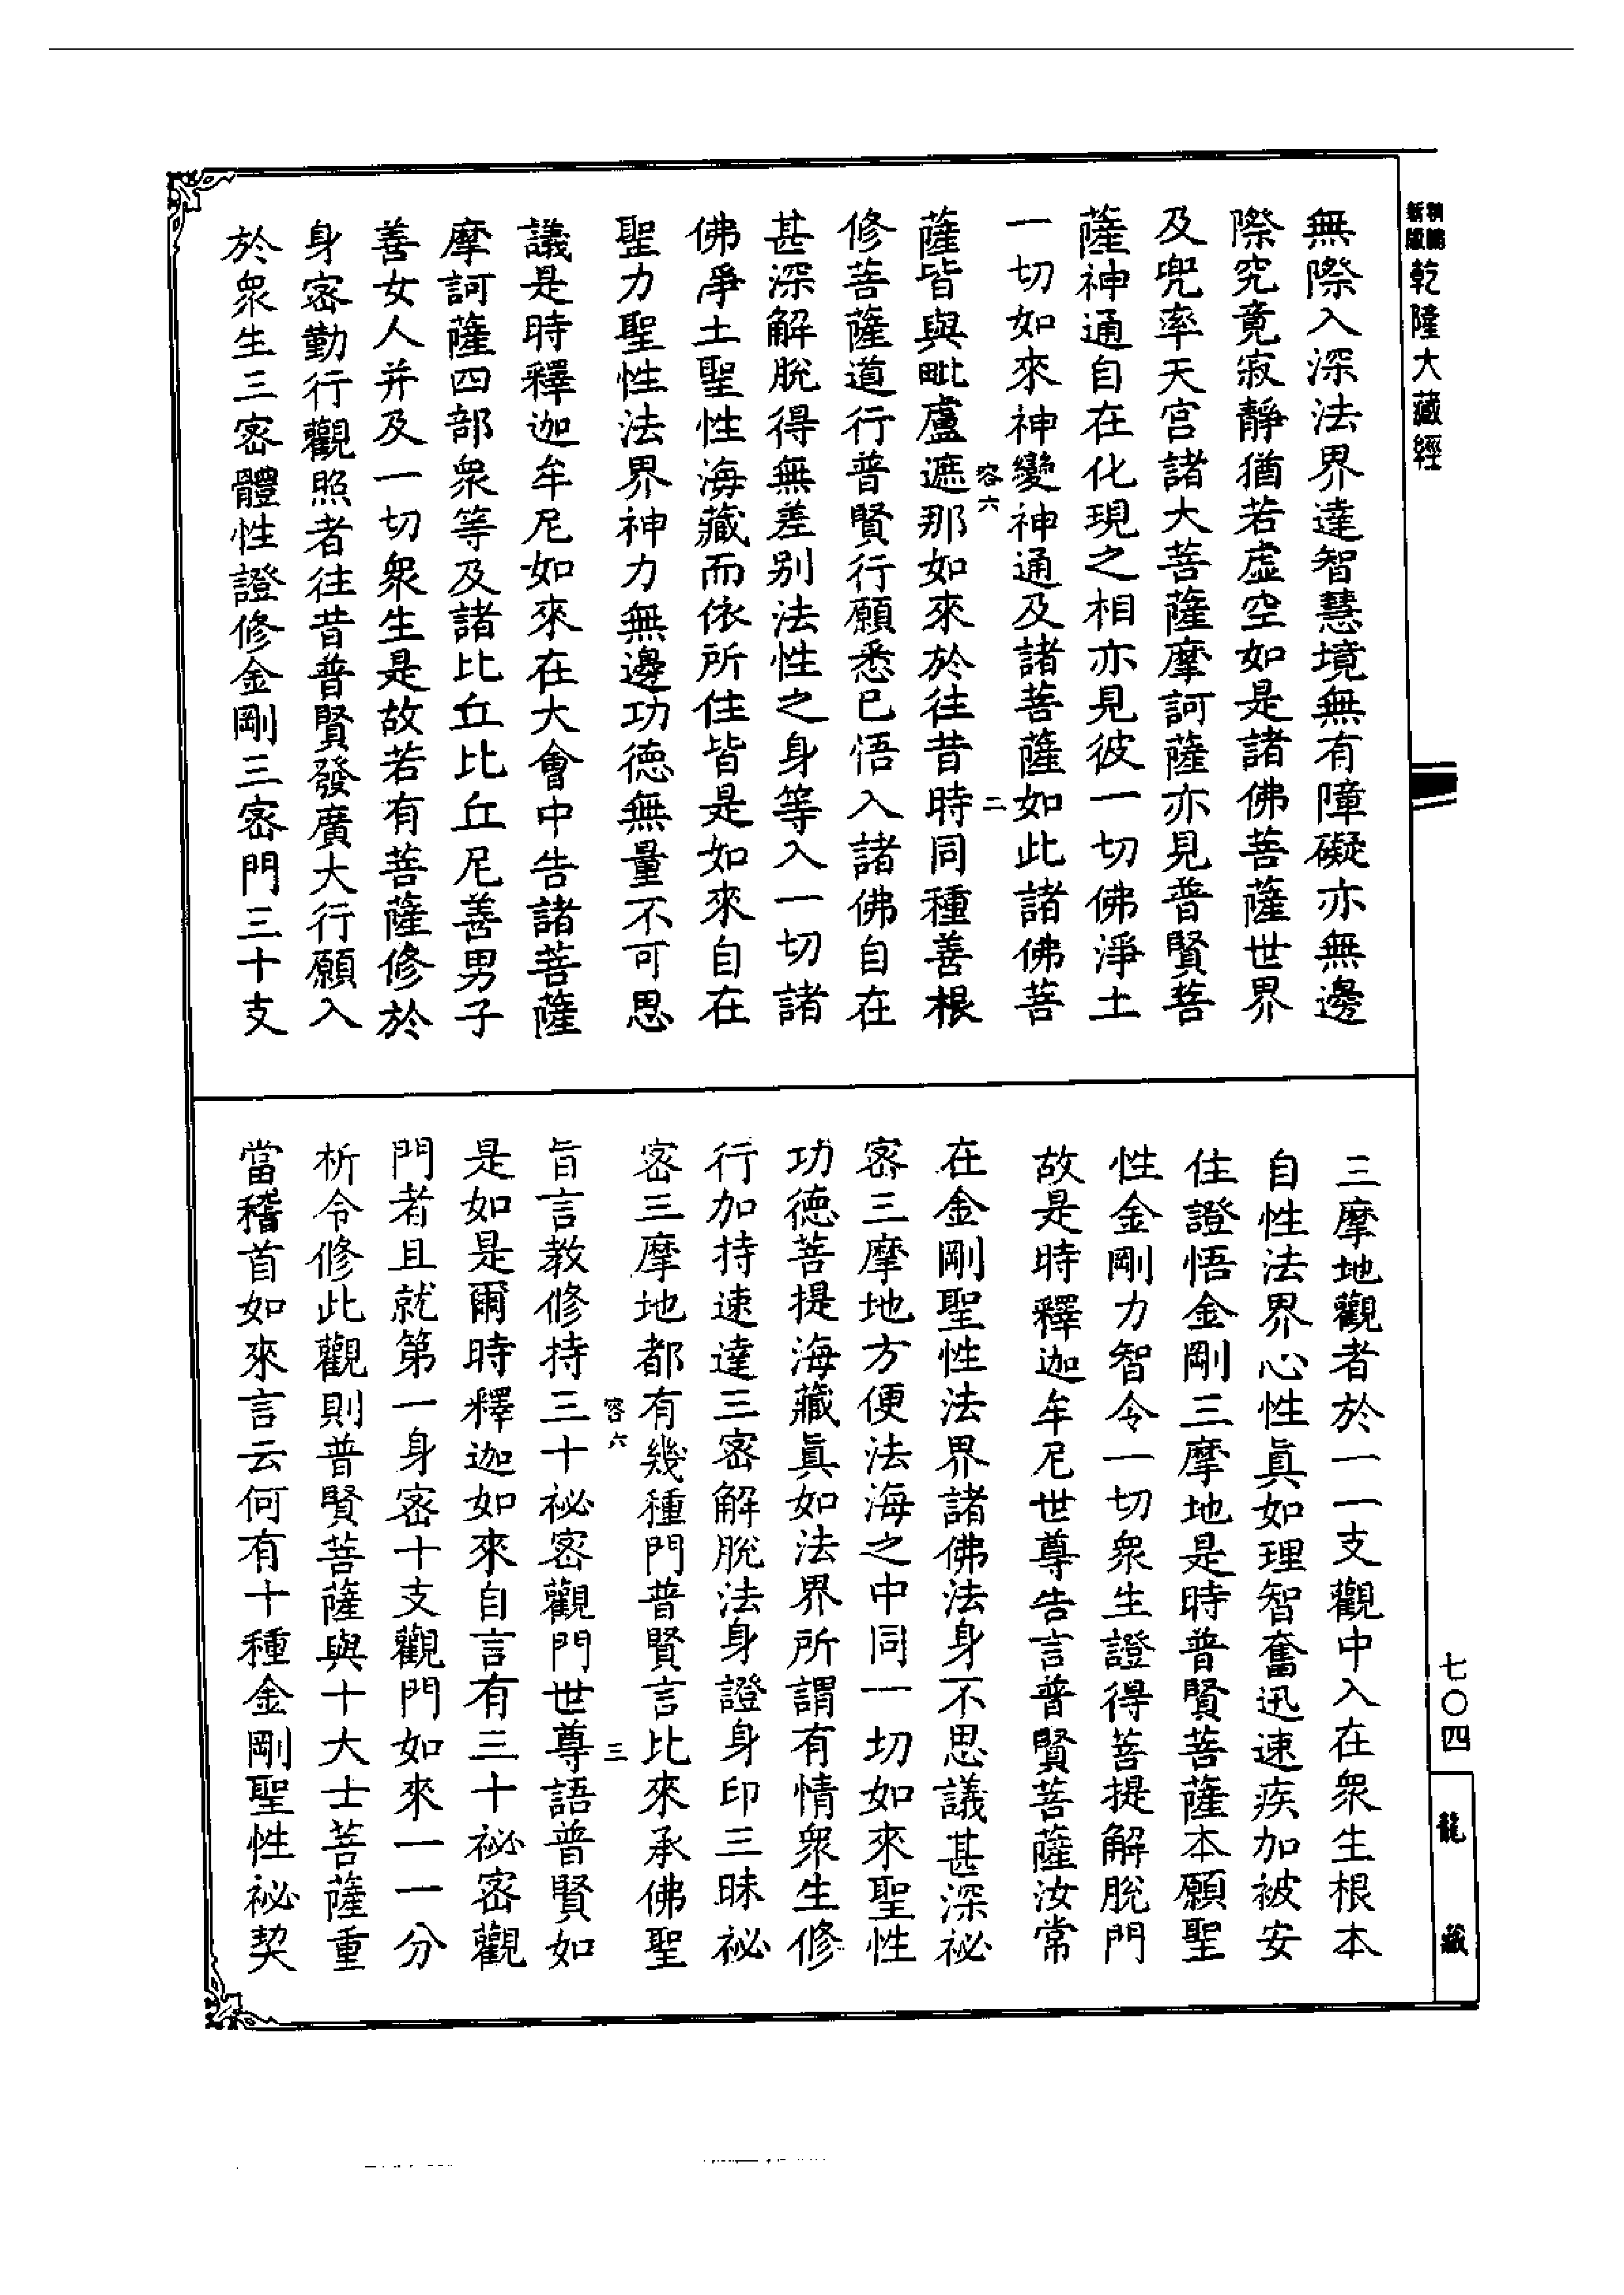 新版精編乾隆大藏經
無際入深法界達智慧境無有障礙亦無邊
際究竟寂靜猶若虛空如是諸佛菩薩世界
及兜率天宮諸大菩薩摩訶薩亦見普賢菩
薩神通自在化現之相亦見彼一切佛淨土
一切如來神變神通及諸菩薩如此諸佛菩
容六 二
薩皆與毗盧遮那如來於往昔時同種善根
修菩薩道行普賢行願悉已悟入諸佛自在
甚深解脫得無差別法性之身等入一切諸
佛淨土聖性海藏而依所住皆是如來自在
聖力聖性法界神力無邊功德無量不可思
議是時釋迦牟尼如來在大會中告諸菩薩
摩訶薩四部衆等及諸比丘比丘尼善男子
善女人并及一切衆生是故若有菩薩修於
身密勤行觀照者往昔普賢發廣大行願入
於衆生三密體性證修金剛三密門三十支
三摩地觀者於一一支觀中入在衆生根本
自性法界心性眞如理智奮迅速疾加被安
住證悟金剛三摩地是時普賢菩薩本願聖
性金剛力智令一切衆生證得菩提解脫門
故是時釋迦牟尼世尊告言普賢菩薩汝常
在金剛聖性法界諸佛法身不思議甚深祕
密三摩地方便法海之中同一切如來聖性
功德菩提海藏眞如法界所謂有情衆生修
行加持速達三密解脫法身證身印三昧祕
密三摩地都有幾種門普賢言比來承佛聖
容六 三
旨言教修持三十祕密觀門世尊語普賢如
是如是爾時釋迦如來自言有三十祕密觀
門者且就第一身密十支觀門如來一一分
析令修此觀則普賢菩薩與十大士菩薩重
當稽首如來言云何有十種金剛聖性祕契
七〇四
龍藏